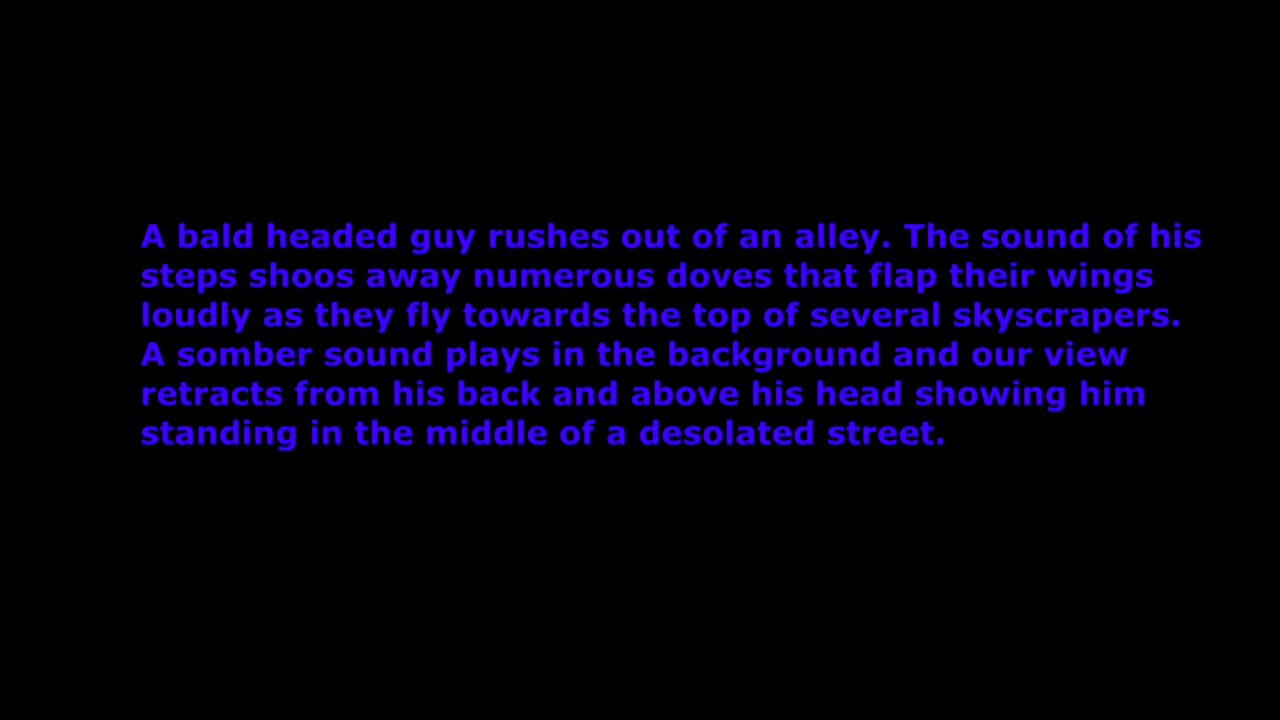 A bald headed guy rushes out of an alley. The sound of his
steps shoos away numerous doves that flap their wings
loudly as they fly towards the top of several skyscrapers.
A somber sound plays in the background and our view
retracts from his back and above his head showing him
standing in the middle of a desolated street.